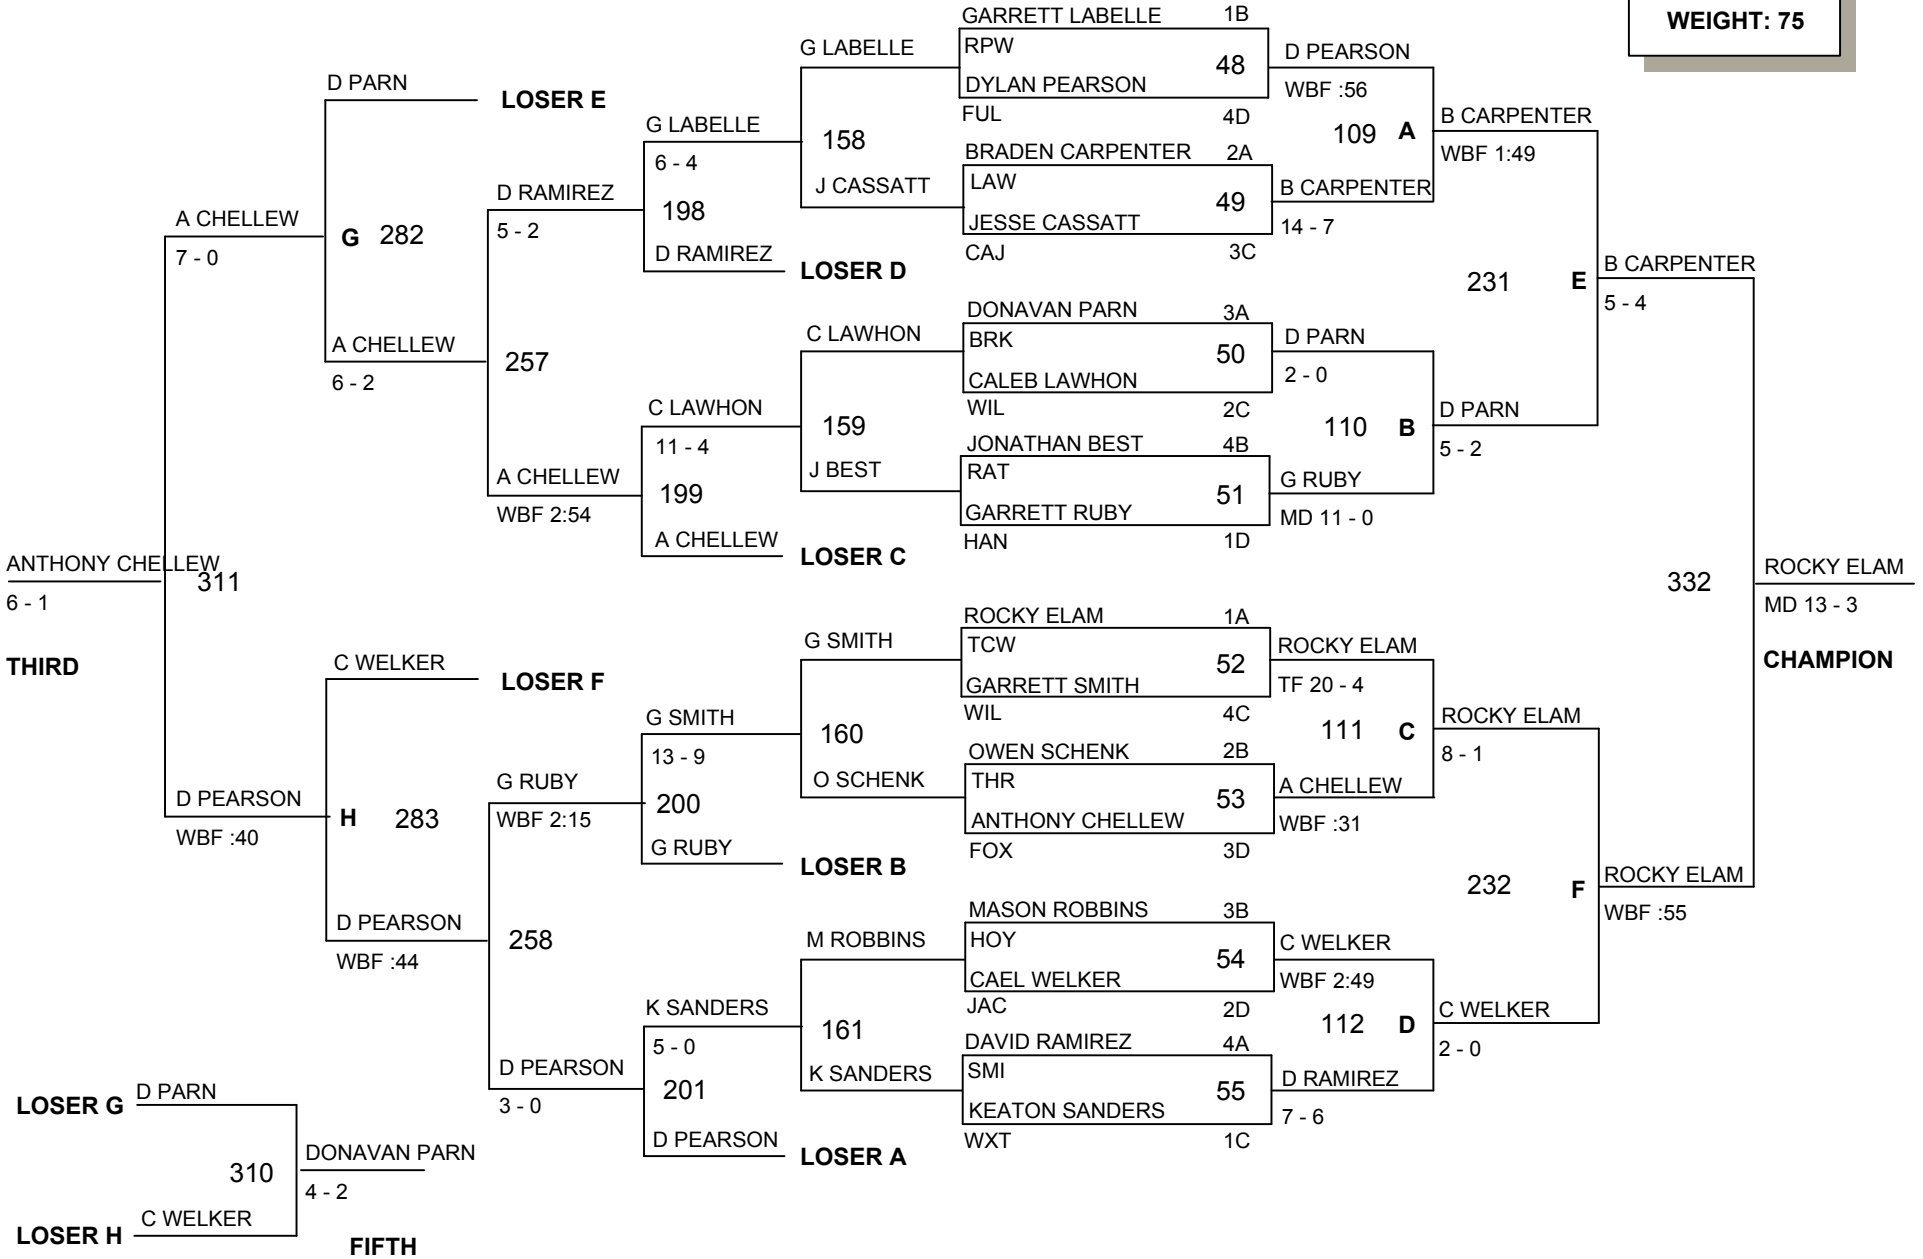 WEIGHT: 75
GARRETT LABELLE 1B
RPW
48
DYLAN PEARSON
FUL 4D
BRADEN CARPENTER 2A
LAW
49
JESSE CASSATT
CAJ 3C
DONAVAN PARN 3A
BRK
50
CALEB LAWHON
WIL 2C
JONATHAN BEST 4B
RAT
51
GARRETT RUBY
HAN 1D
ROCKY ELAM 1A
TCW
52
GARRETT SMITH
WIL 4C
OWEN SCHENK 2B
THR
53
ANTHONY CHELLEW
FOX 3D
MASON ROBBINS 3B
HOY
54
CAEL WELKER
JAC 2D
DAVID RAMIREZ 4A
SMI
55
KEATON SANDERS
WXT 1C
D PEARSON
WBF :56
109 A
B CARPENTER
14 - 7
D PARN
2 - 0
110 B
G RUBY
MD 11 - 0
ROCKY ELAM
TF 20 - 4
111 C
A CHELLEW
WBF :31
C WELKER
WBF 2:49
112 D
D RAMIREZ
7 - 6
B CARPENTER
WBF 1:49
231 E
D PARN
5 - 2
ROCKY ELAM
8 - 1
232 F
C WELKER
2 - 0
B CARPENTER
5 - 4
332
ROCKY ELAM
WBF :55
ROCKY ELAM
MD 13 - 3
CHAMPION
G LABELLE
158
J CASSATT
C LAWHON
159
J BEST
G SMITH
160
O SCHENK
M ROBBINS
161
K SANDERS
G LABELLE
6 - 4
198
D RAMIREZ
LOSER D
C LAWHON
11 - 4
199
A CHELLEW
LOSER C
G SMITH
13 - 9
200
G RUBY
LOSER B
K SANDERS
5 - 0
201
D PEARSON
LOSER A
D RAMIREZ
5 - 2
257
A CHELLEW
WBF 2:54
G RUBY
WBF 2:15
258
D PEARSON
3 - 0
D PARN
LOSER E
G 282
A CHELLEW
6 - 2
C WELKER
LOSER F
H 283
D PEARSON
WBF :44
A CHELLEW
7 - 0
311
D PEARSON
WBF :40
ANTHONY CHELLEW
6 - 1
THIRD
LOSER G D PARN
310
LOSER H C WELKER
DONAVAN PARN
4 - 2
FIFTH